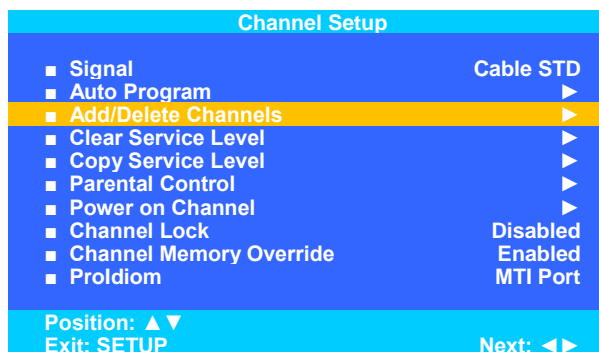 Channel Setup
■ Signal Cable STD
■ Auto Program ►
■ Add/Delete Channels ►
■ Clear Service Level ►
■ Copy Service Level ►
■ Parental Control ►
■ Power on Channel ►
■ Channel Lock Disabled
■ Channel Memory Override Enabled
■ ProIdiom MTI Port
Position: ▲▼
Exit: SETUP Next: ◄►